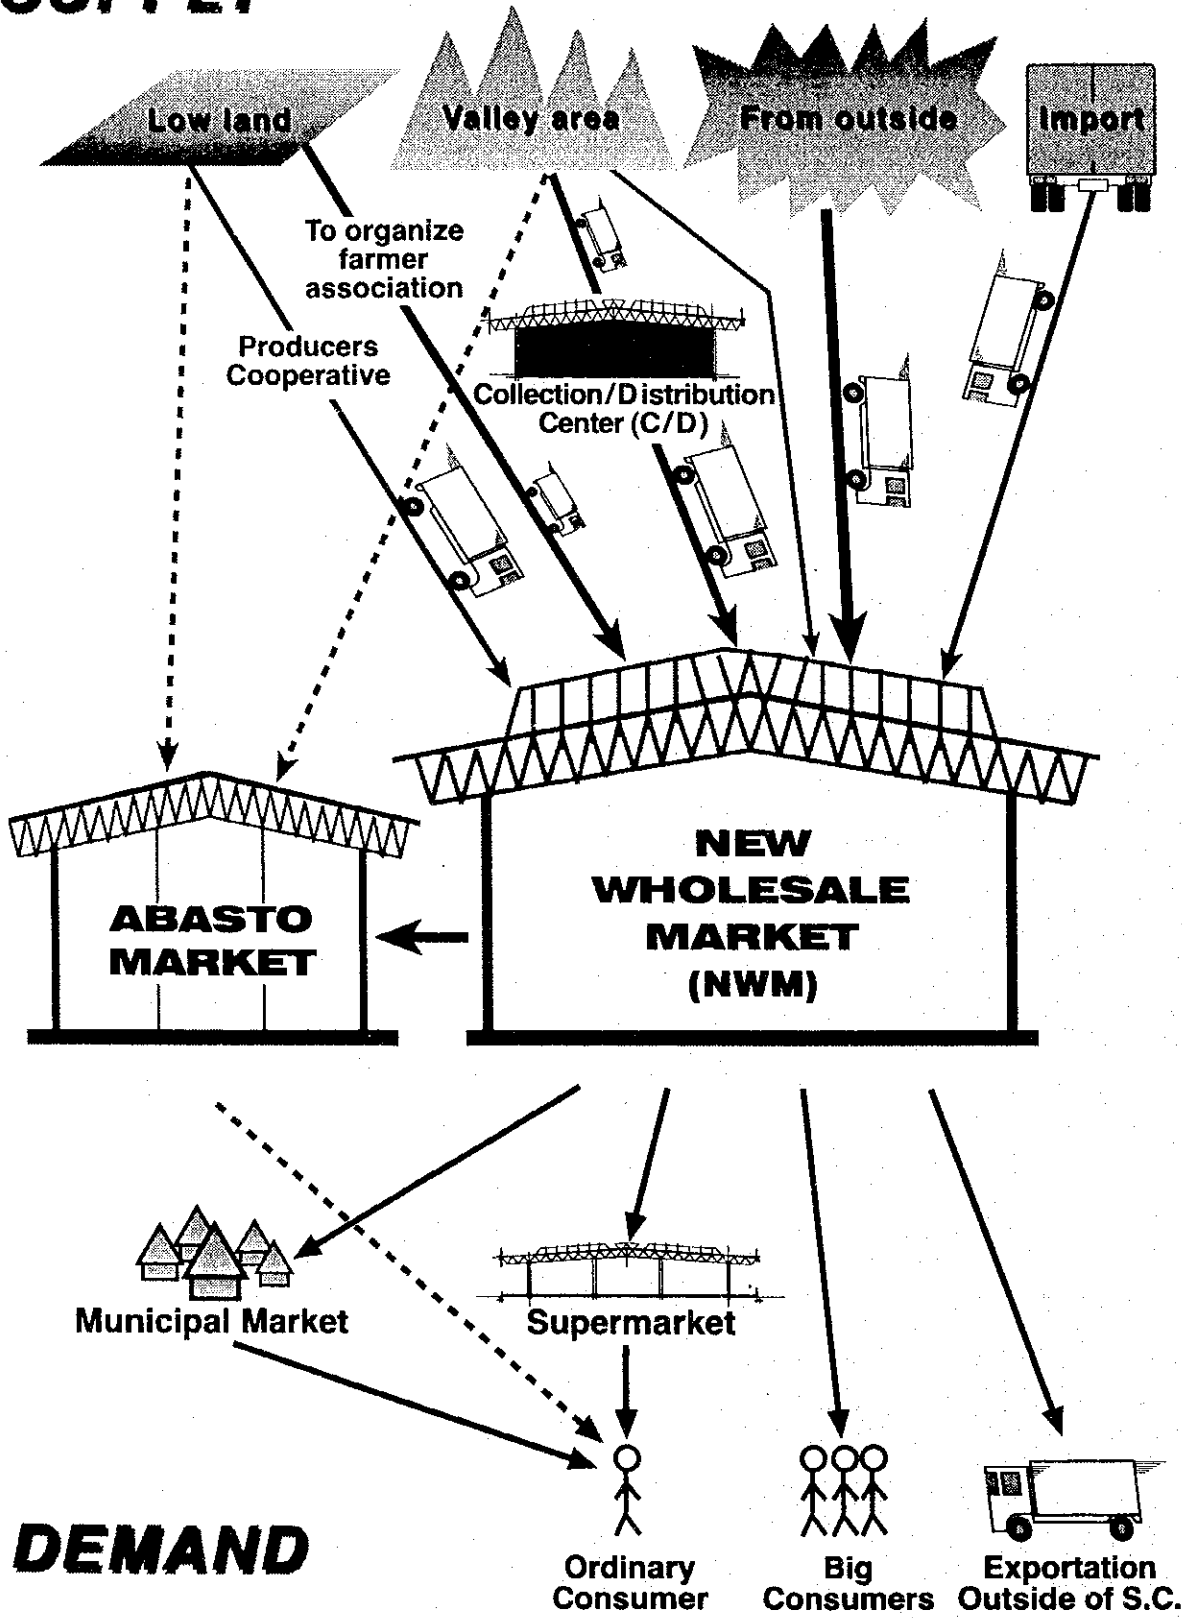 SUPPLY
Low land
Valley area
From outside
Import
To organize
farmer
association
Producers
Cooperative
Collection/Distribution
Center (C/D)
NEW
WHOLESALE
MARKET
(NWM)
ABASTO
MARKET
Municipal Market
Supermarket
DEMAND
Ordinary
Consumer
Big
Consumers
Exportation
Outside of S.C.